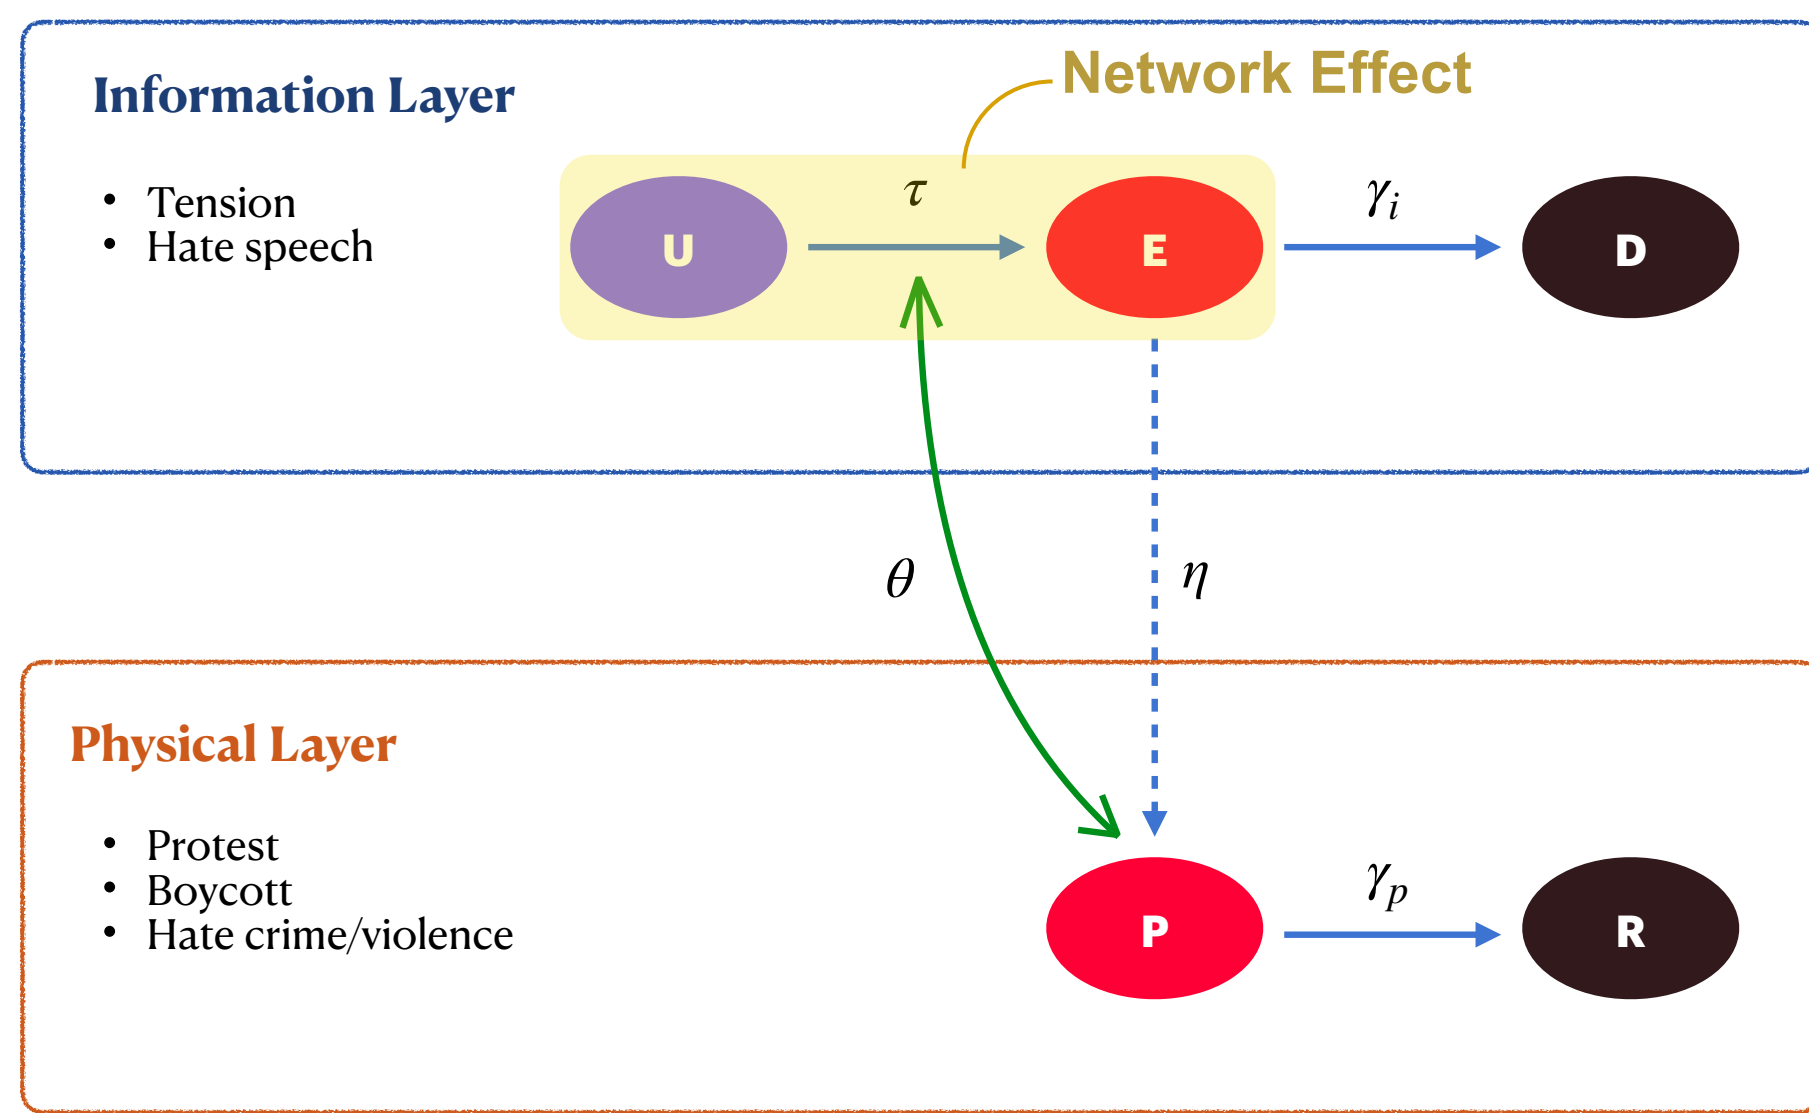 Network Effect
Information Layer
• Tension
• Hate speech
τ
γi
U
E
D
θ
η
Physical Layer
• Protest
• Boycott
• Hate crime/violence
γp
P
R